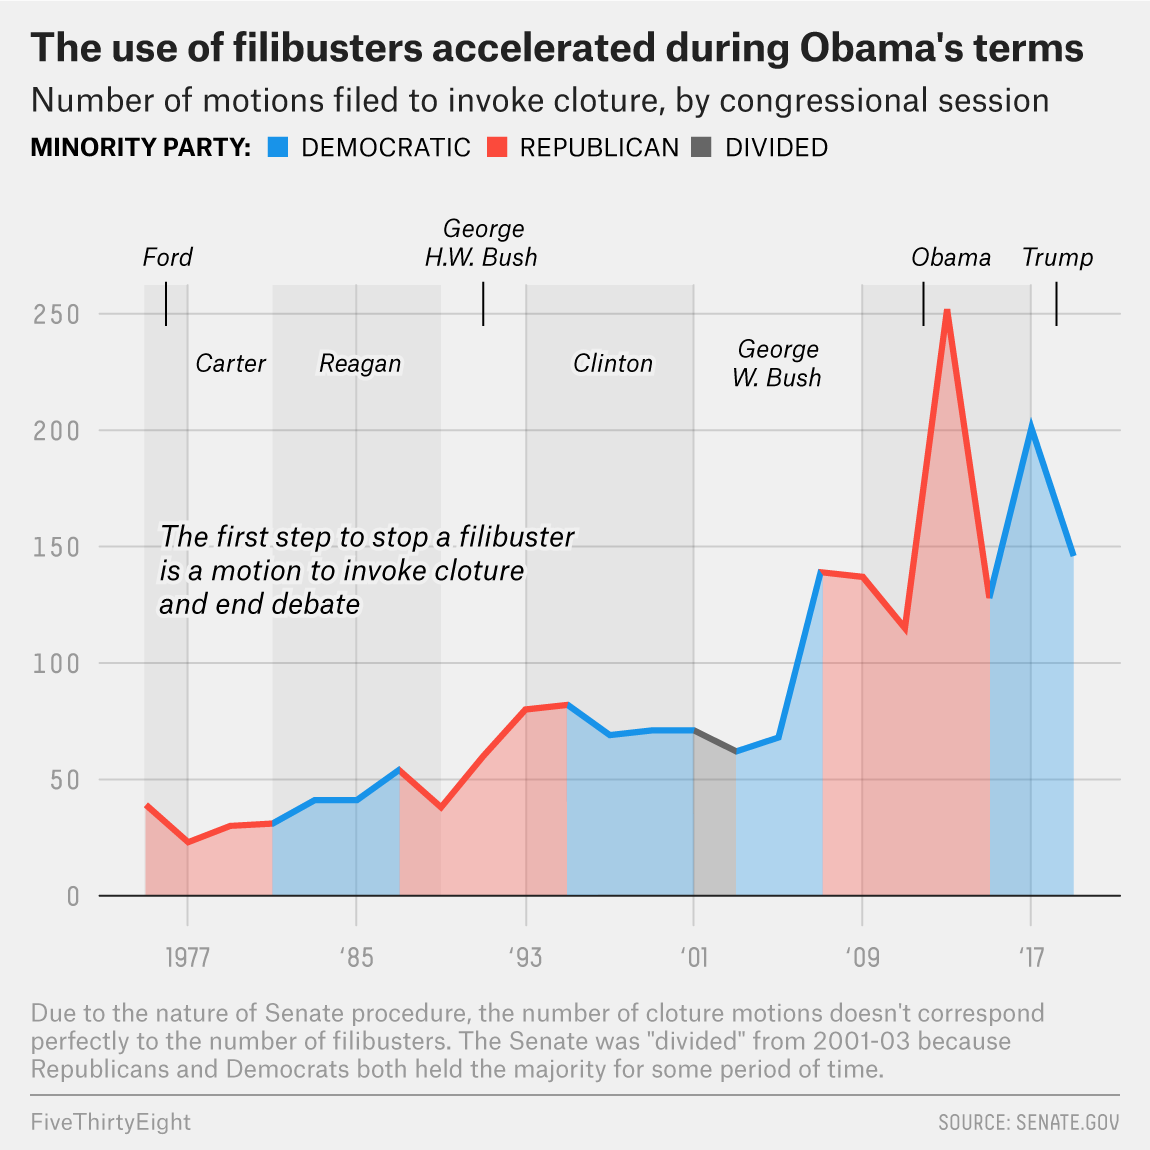 The use of filibusters accelerated during Obama's terms
Number of motions filed to invoke cloture, by congressional session
MINORITY PARTY: DEMOCRATIC REPUBLICAN DIVIDED
George
Ford H.W. Bush Obama Trump
250
Carter Reagan Clinton George
W. Bush
200
The first step to stop a filibuster
150
is a motion to invoke cloture
and end debate
100
50
0
1977 ‘85 ‘93 ‘01 ‘09 ‘17
Due to the nature of Senate procedure, the number of cloture motions doesn't correspond
perfectly to the number of filibusters. The Senate was "divided" from 2001-03 because
Republicans and Democrats both held the majority for some period of time.
FiveThirtyEight SOURCE: SENATE.GOV